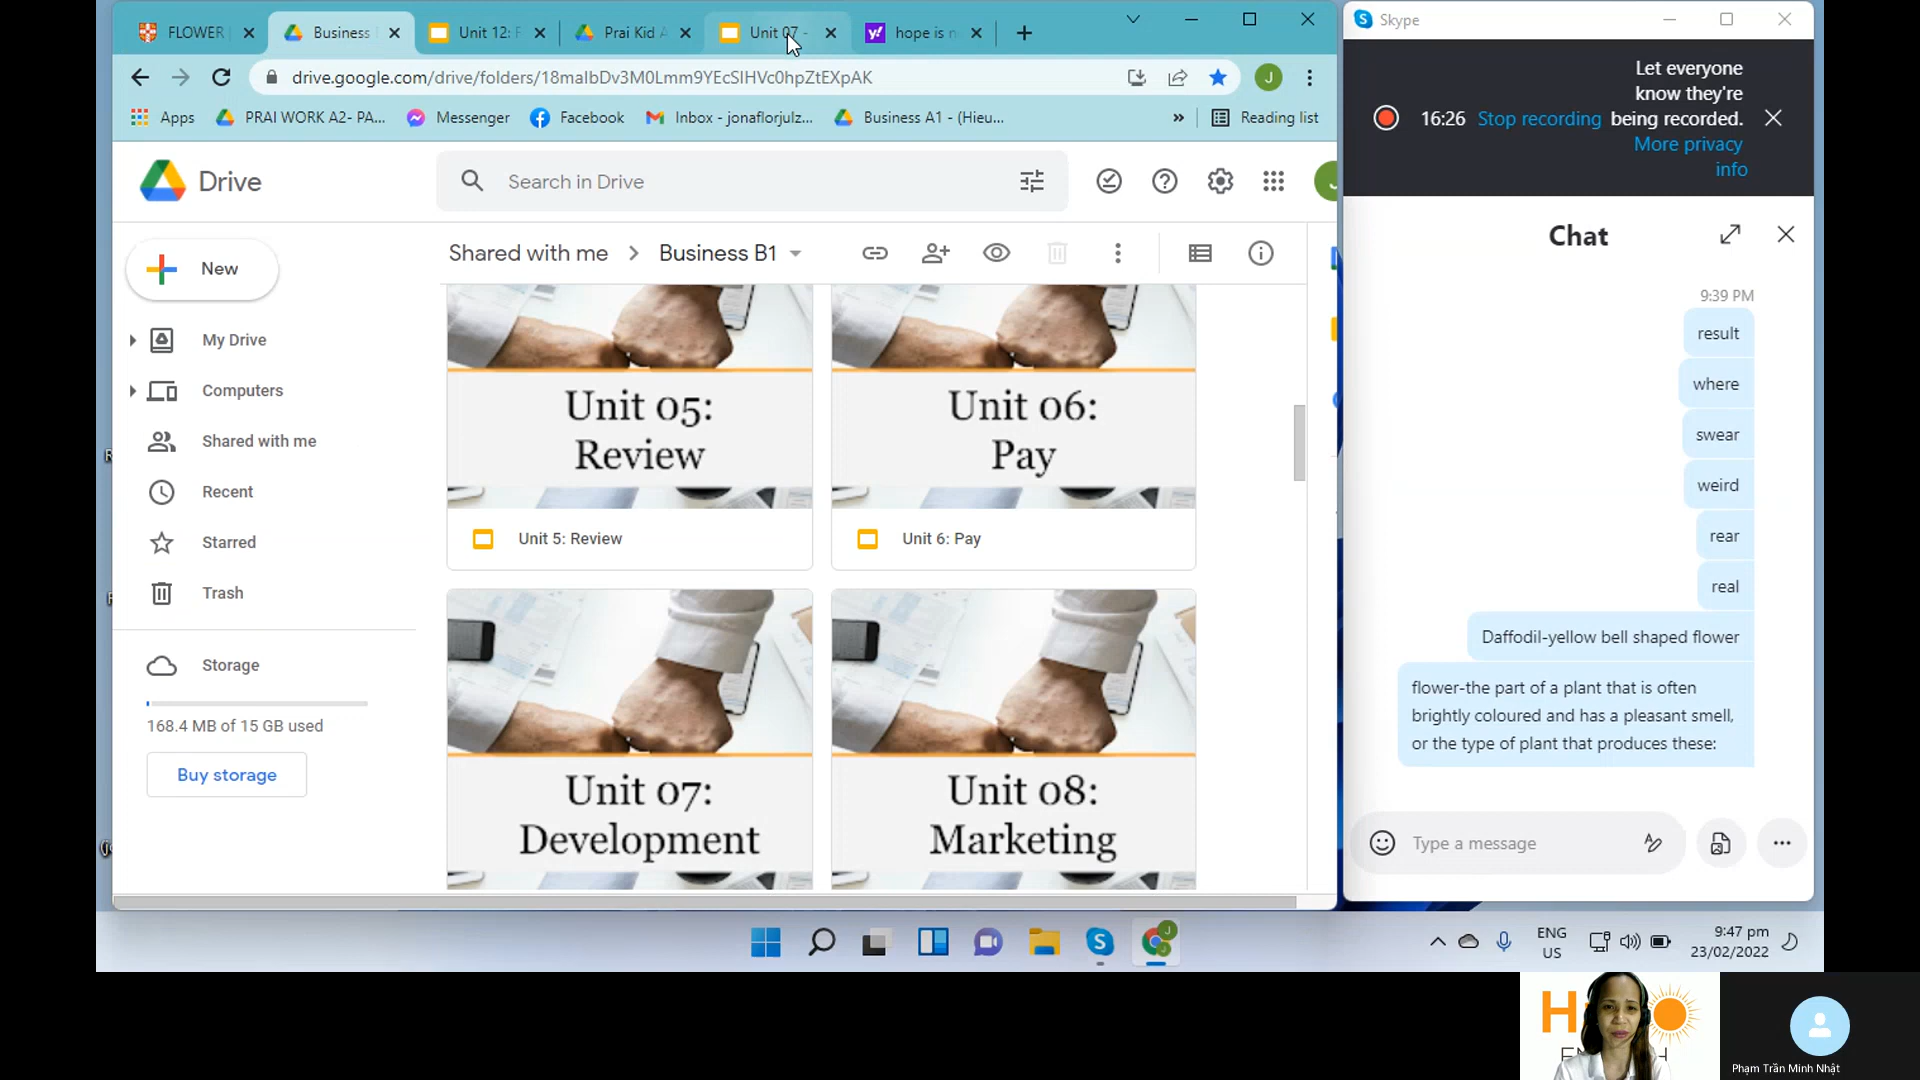 FLOWER
Business
Unit 12: F
Prai Kid A
Unit 07 -
hope is n
drive.google.com/drive/folders/18malbDv3M0Lmm9YEcSlHVc0hpZtEXpAK
J
Apps
PRAI WORK A2- PA...
Messenger
Facebook
Inbox - jonaflorjulz...
Business A1 - (Hieu...
»
Reading list
Drive
Search in Drive
New
Shared with me
Business B1
My Drive
Computers
Shared with me
Recent
Starred
Trash
Storage
168.4 MB of 15 GB used
Buy storage
Unit 05:
Review
Unit 5: Review
Unit 06:
Pay
Unit 6: Pay
Unit 07:
Development
Unit 08:
Marketing
Skype
16:26
Stop recording
Let everyone
know they're
being recorded.
More privacy
info
Chat
9:39 PM
result
where
swear
weird
rear
real
Daffodil-yellow bell shaped flower
flower-the part of a plant that is often
brightly coloured and has a pleasant smell,
or the type of plant that produces these:
Type a message
ENG
US
9:47 pm
23/02/2022
Phạm Trần Minh Nhật